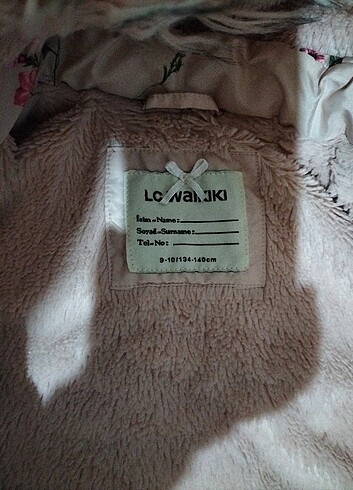 LC WAIKIKI
İsim-Name:
Soyad-Surname:
Tel-No:
9-10/134-140cm